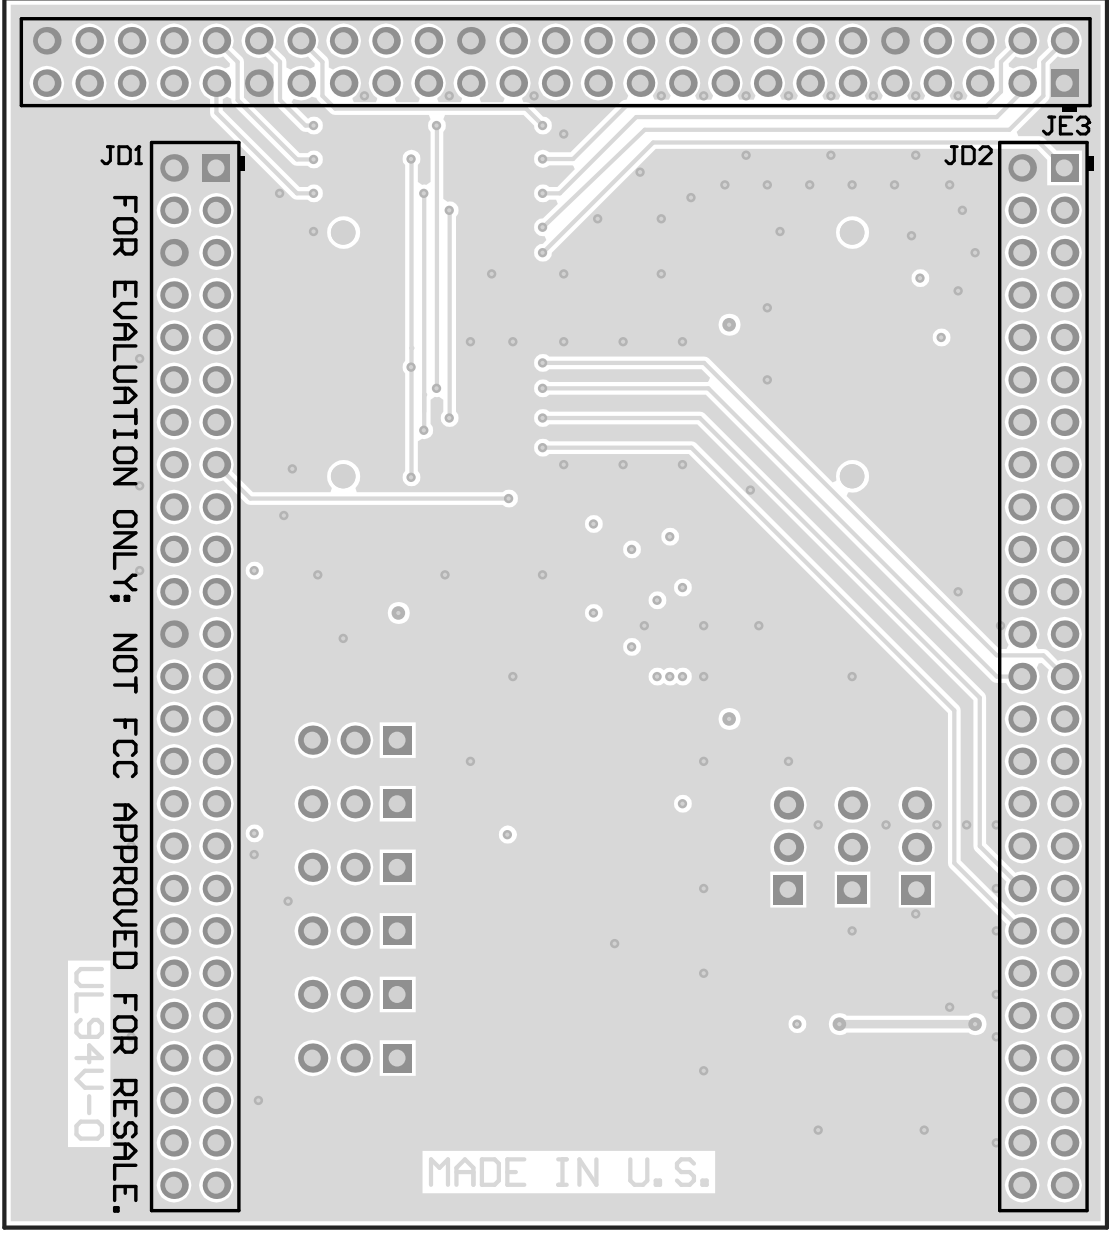 JE3
JD1
JD2
FOR EVALUATION ONLY; NOT FCC APPROVED FOR RESALE.
UL94V-0
MADE IN U.S.